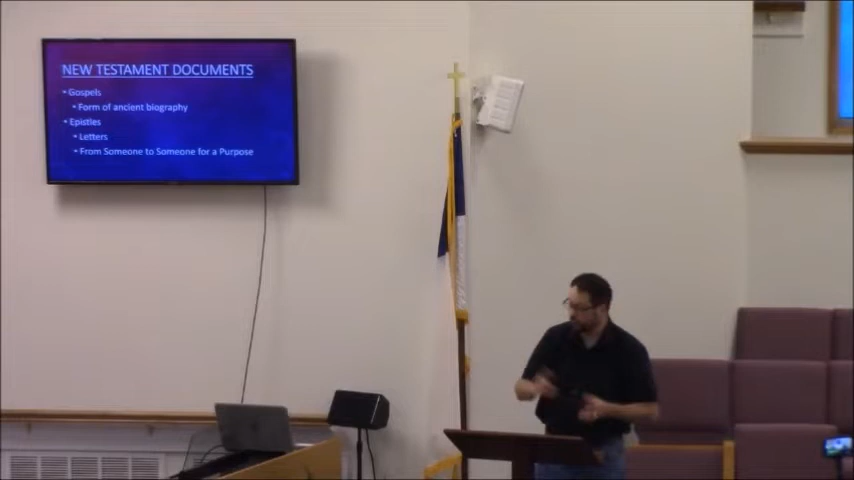 NEW TESTAMENT DOCUMENTS
• Gospels
• Form of ancient biography
• Epistles
• Letters
• From Someone to Someone for a Purpose